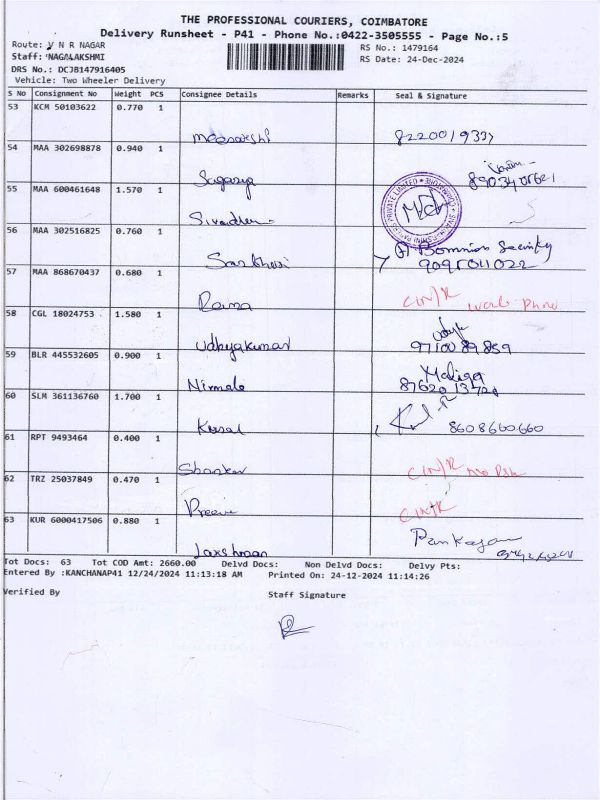 THE PROFESSIONAL COURIERS, COIMBATORE
Delivery Runsheet - P41 - Phone No.:0422-3505555 - Page No.:5
Route: V N R NAGAR
RS No.: 1479164
Staff: NAGALAKSHMI
RS Date: 24-Dec-2024
DRS No.: DCJB147916405
Vehicle: Two Wheeler Delivery
S No Consignment No Weight PCS Consignee Details Remarks Seal & Signature
53 KCM 50103622 0.770 1
Meenakshi 8220019337
54 MAA 302698878 0.940 1
55 MAA 600461648 1.570 1
56 MAA 302516825 0.760 1
57 MAA 868670437 0.680 1
Rama
58 CGL 18024753 1.580 1
Udhayakumar 9710089859
59 BLR 445532605 0.900 1
Nirmala
60 SLM 361136760 1.700 1
8608660660
61 RPT 9493464 0.400 1
Shankar
62 TRZ 25037849 0.470 1
63 KUR 6000417506 0.880 1
Laxshman
Tot Docs: 63 Tot COD Amt: 2660.00 Delvd Docs: Non Delvd Docs: Delvy Pts:
Entered By :KANCHANAP41 12/24/2024 11:13:18 AM Printed On: 24-12-2024 11:14:26
Verified By Staff Signature